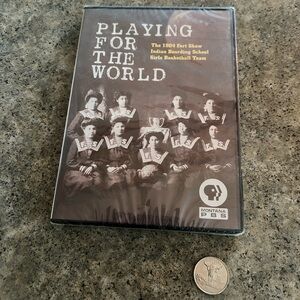 PLAYING
FOR
THE
WORLD
The 1904 Fort Shaw
Indian Boarding School
Girls Basketball Team
MONTANA
PBS